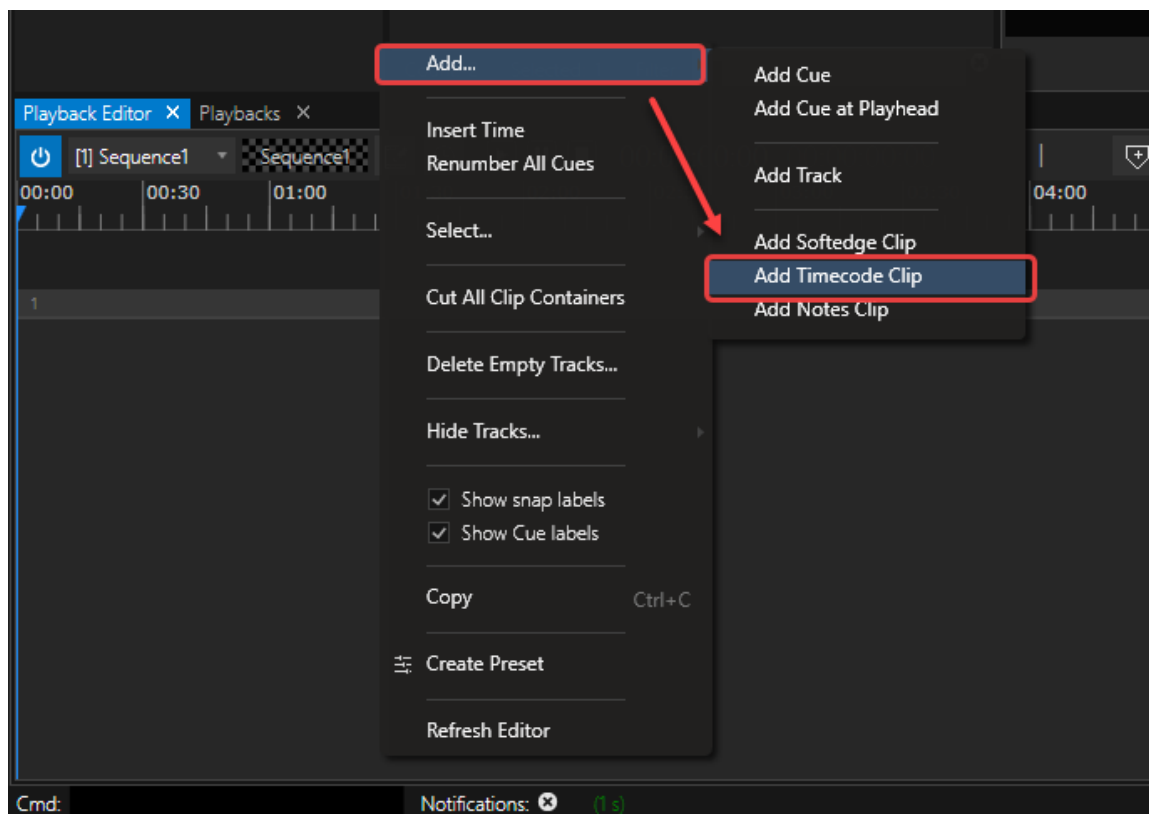 Add...
Add Cue
Add Cue at Playhead
Playback Editor
Playbacks
Insert Time
[1] Sequence1
Sequence1
Renumber All Cues
Add Track
00:00
00:30
01:00
04:00
Select...
Add Softedge Clip
Add Timecode Clip
Add Notes Clip
1
Cut All Clip Containers
Delete Empty Tracks...
Hide Tracks...
Show snap labels
Show Cue labels
Copy Ctrl+C
Create Preset
Refresh Editor
Cmd:
Notifications: (1 s)